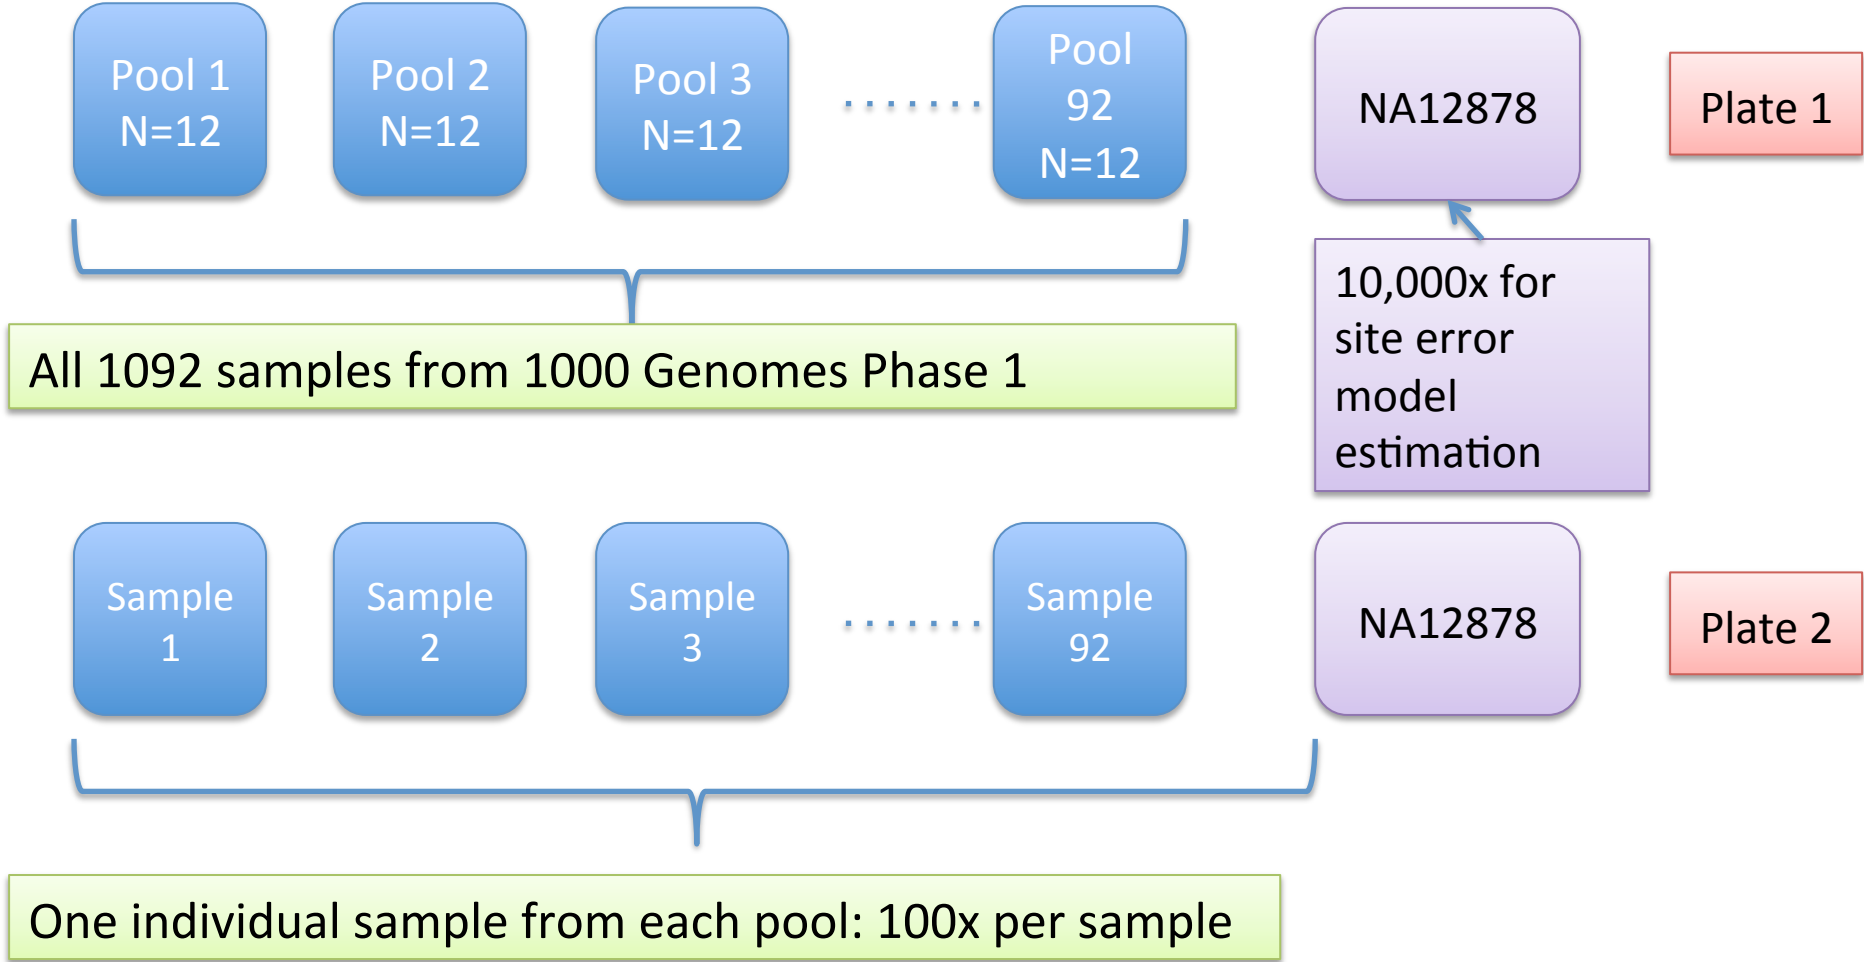 Pool 1
N=12
Pool 2
N=12
Pool 3
N=12
Pool
92
N=12
NA12878
Plate 1
10,000x for
site error
model
estimation
All 1092 samples from 1000 Genomes Phase 1
Sample
1
Sample
2
Sample
3
Sample
92
NA12878
Plate 2
One individual sample from each pool: 100x per sample